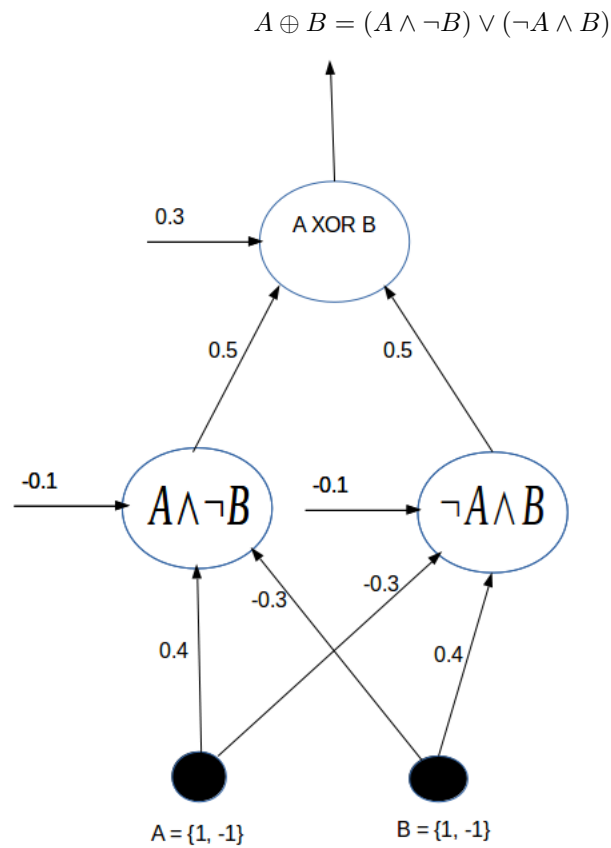 A ⊕ B = (A ∧ ¬B) ∨ (¬A ∧ B)
0.3
A XOR B
0.5
0.5
-0.1
A∧¬B
-0.1
¬A∧B
-0.3
-0.3
0.4
0.4
A = {1, -1}
B = {1, -1}